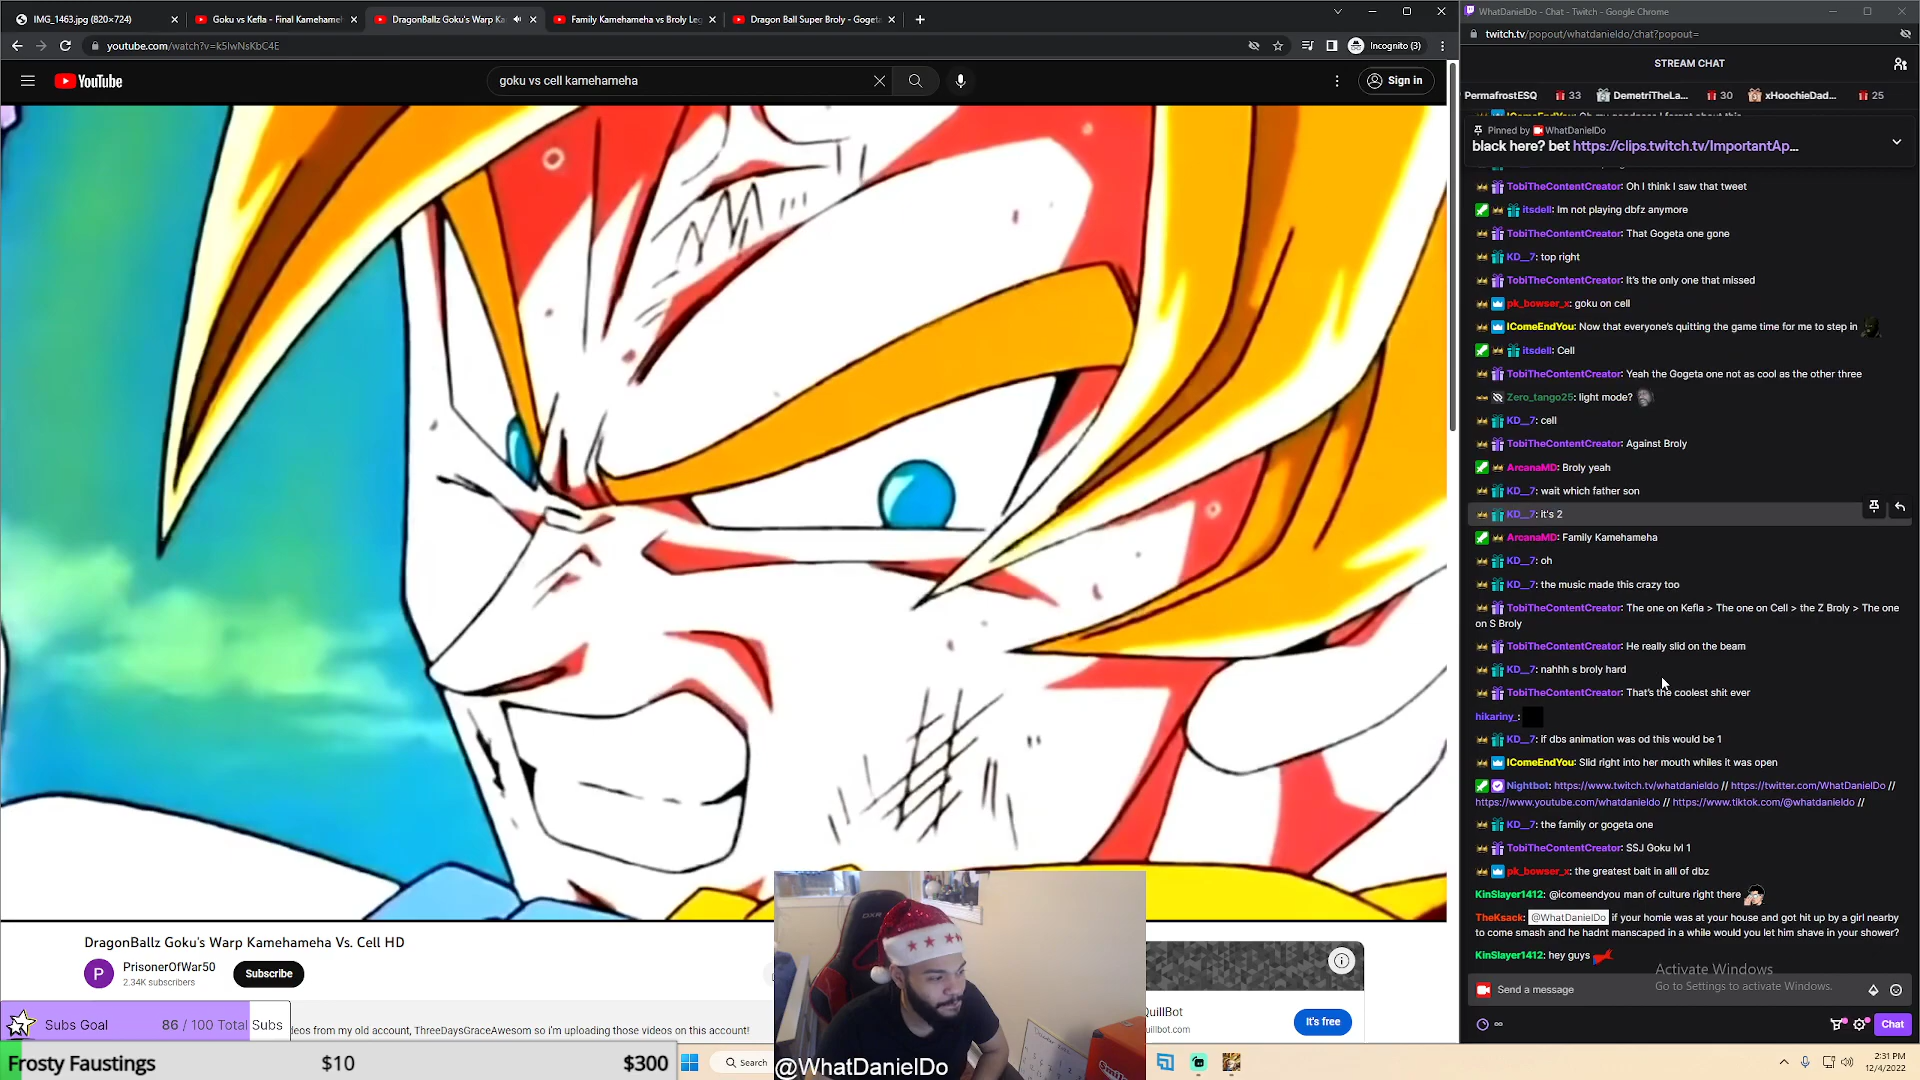 IMG_1463.jpg (820×724)
Goku vs Kefla - Final Kamehame
DragonBallz Goku's Warp Ka
Family Kamehameha vs Broly Leg
Dragon Ball Super Broly - Goget
WhatDanielDo - Chat - Twitch - Google Chrome
youtube.com/watch?v=k5lwNsKbC4E
Incognito (3)
twitch.tv/popout/whatdanieldo/chat?popout=
YouTube
goku vs cell kamehameha
Sign in
STREAM CHAT
PermafrostESQ 33 DemetriTheLa... 30 xHoochieDad... 25
Pinned by WhatDanielDo
black here? bet https://clips.twitch.tv/ImportantAp...
TobiTheContentCreator: Oh I think I saw that tweet
itsdell: Im not playing dbfz anymore
TobiTheContentCreator: That Gogeta one gone
KD__7: top right
TobiTheContentCreator: It's the only one that missed
pk_bowser_x: goku on cell
IComeEndYou: Now that everyone's quitting the game time for me to step in
itsdell: Cell
TobiTheContentCreator: Yeah the Gogeta one not as cool as the other three
Zero_tango25: light mode?
KD__7: cell
TobiTheContentCreator: Against Broly
ArcanaMD: Broly yeah
KD__7: wait which father son
KD__7: it's 2
ArcanaMD: Family Kamehameha
KD__7: oh
KD__7: the music made this crazy too
TobiTheContentCreator: The one on Kefla > The one on Cell > the Z Broly > The one
on S Broly
TobiTheContentCreator: He really slid on the beam
KD__7: nahhh s broly hard
TobiTheContentCreator: That's the coolest shit ever
hikariny_:
KD__7: if dbs animation was od this would be 1
IComeEndYou: Slid right into her mouth whiles it was open
Nightbot: https://www.twitch.tv/whatdanieldo // https://twitter.com/WhatDanielDo //
https://www.youtube.com/whatdanieldo // https://www.tiktok.com/@whatdanieldo //
KD__7: the family or gogeta one
TobiTheContentCreator: SSJ Goku lvl 1
pk_bowser_x: the greatest bait in alll of dbz
KinSlayer1412: @icomeendyou man of culture right there
TheKsack: @WhatDanielDo if your homie was at your house and got hit up by a girl nearby
to come smash and he hadnt manscaped in a while would you let him shave in your shower?
KinSlayer1412: hey guys
Activate Windows
Go to Settings to activate Windows.
Send a message
Chat
DragonBallz Goku's Warp Kamehameha Vs. Cell HD
P
PrisonerOfWar50
2.34K subscribers
Subscribe
QuillBot
quillbot.com
It's free
Subs Goal 86 / 100 Total Subs
deos from my old account, ThreeDaysGraceAwesom so i'm uploading those videos on this account!
Frosty Faustings $10 $300
Search
@WhatDanielDo
2:31 PM
12/4/2022